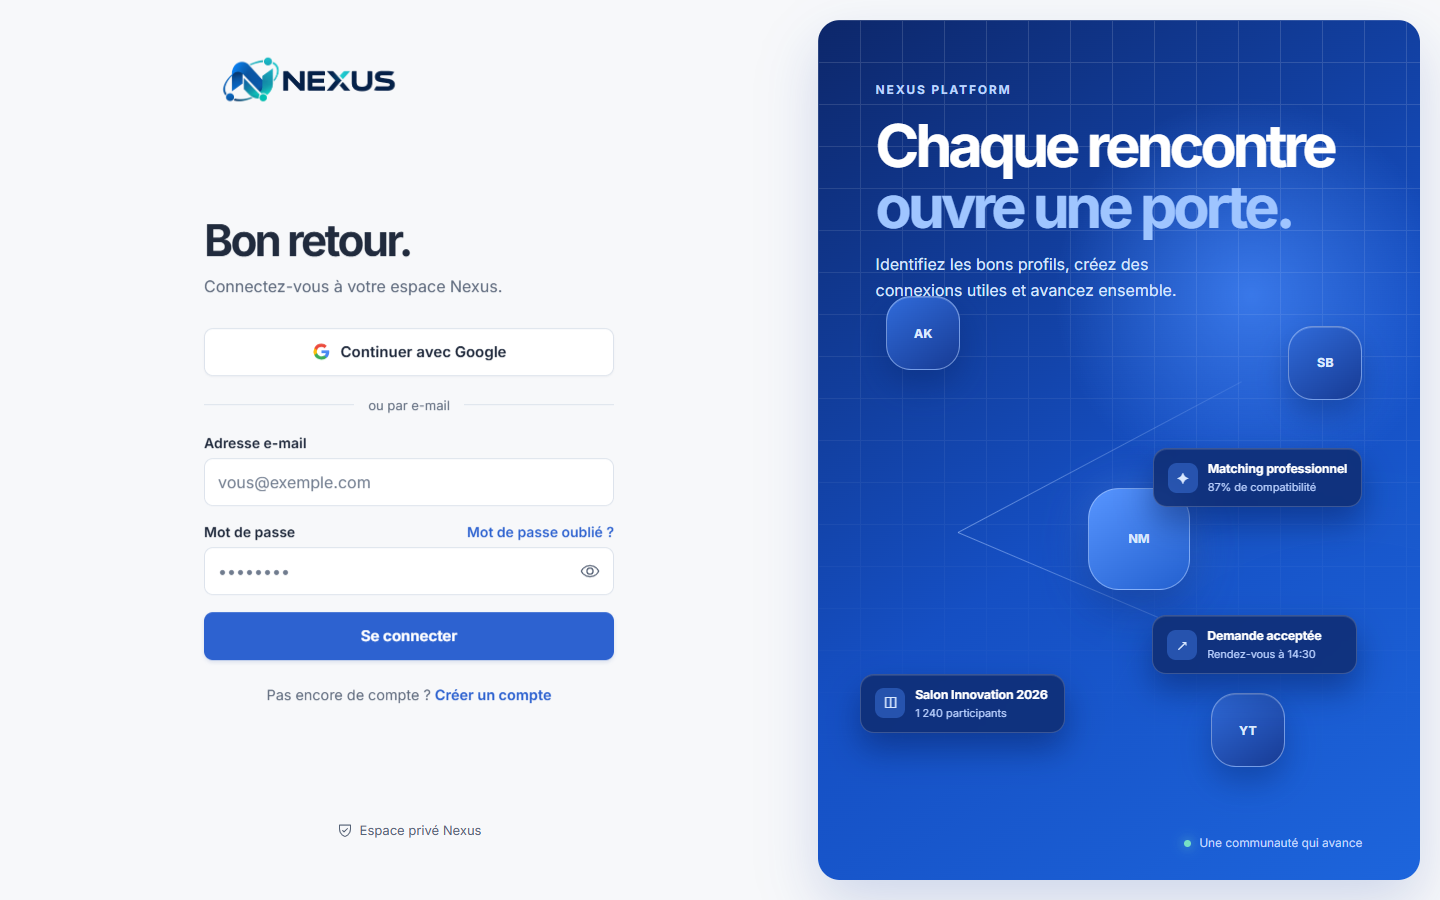 NEXUS
Bon retour.
Connectez-vous à votre espace Nexus.
Continuer avec Google
ou par e-mail
Adresse e-mail
vous@exemple.com
Mot de passe
Mot de passe oublié ?
••••••••
Se connecter
Pas encore de compte ? Créer un compte
Espace privé Nexus
NEXUS PLATFORM
Chaque rencontre
ouvre une porte.
Identifiez les bons profils, créez des
connexions utiles et avancez ensemble.
AK
SB
Matching professionnel
87% de compatibilité
NM
Demande acceptée
Rendez-vous à 14:30
Salon Innovation 2026
1 240 participants
YT
Une communauté qui avance